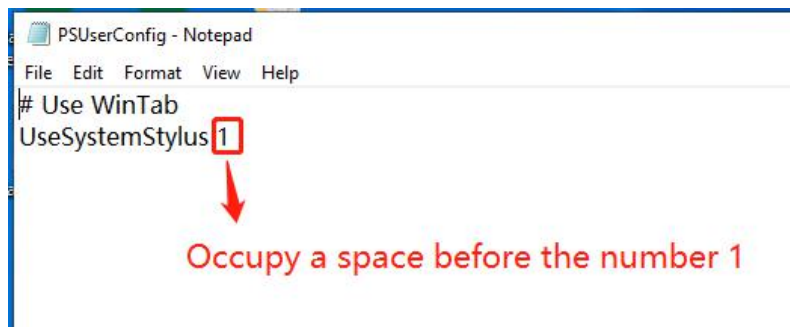 PSUserConfig - Notepad
File Edit Format View Help
# Use WinTab
UseSystemStylus 1
Occupy a space before the number 1